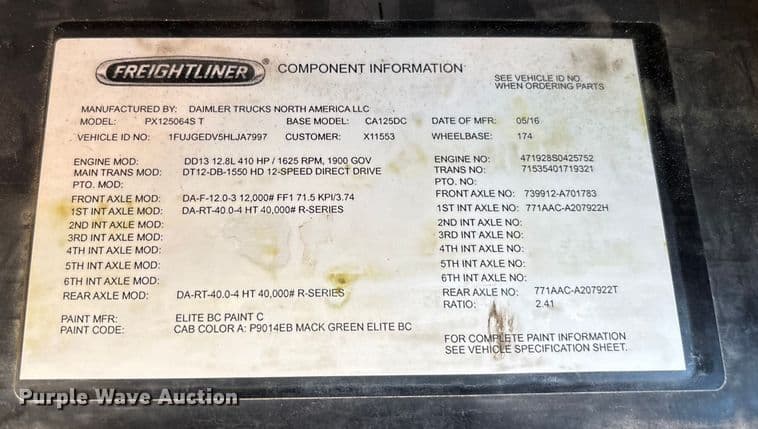 FREIGHTLINER COMPONENT INFORMATION
SEE VEHICLE ID NO.
WHEN ORDERING PARTS
MANUFACTURED BY: DAIMLER TRUCKS NORTH AMERICA LLC
MODEL: PX125064S T BASE MODEL: CA125DC DATE OF MFR: 05/16
VEHICLE ID NO: 1FUJGEDV5HLJA7997 CUSTOMER: X11553 WHEELBASE: 174
ENGINE MOD: DD13 12.8L 410 HP / 1625 RPM, 1900 GOV ENGINE NO: 471928S0425752
MAIN TRANS MOD: DT12-DB-1550 HD 12-SPEED DIRECT DRIVE TRANS NO: 71535401719321
PTO. MOD: PTO. NO:
FRONT AXLE MOD: DA-F-12.0-3 12,000# FF1 71.5 KPI/3.74 FRONT AXLE NO: 739912-A701783
1ST INT AXLE MOD: DA-RT-40.0-4 HT 40,000# R-SERIES 1ST INT AXLE NO: 771AAC-A207922H
2ND INT AXLE MOD: 2ND INT AXLE NO:
3RD INT AXLE MOD: 3RD INT AXLE NO:
4TH INT AXLE MOD: 4TH INT AXLE NO:
5TH INT AXLE MOD: 5TH INT AXLE NO:
6TH INT AXLE MOD: 6TH INT AXLE NO:
REAR AXLE MOD: DA-RT-40.0-4 HT 40,000# R-SERIES REAR AXLE NO: 771AAC-A207922T
RATIO: 2.41
PAINT MFR: ELITE BC PAINT C
PAINT CODE: CAB COLOR A: P9014EB MACK GREEN ELITE BC
FOR COMPLETE PAINT INFORMATION
SEE VEHICLE SPECIFICATION SHEET.
Purple Wave Auction